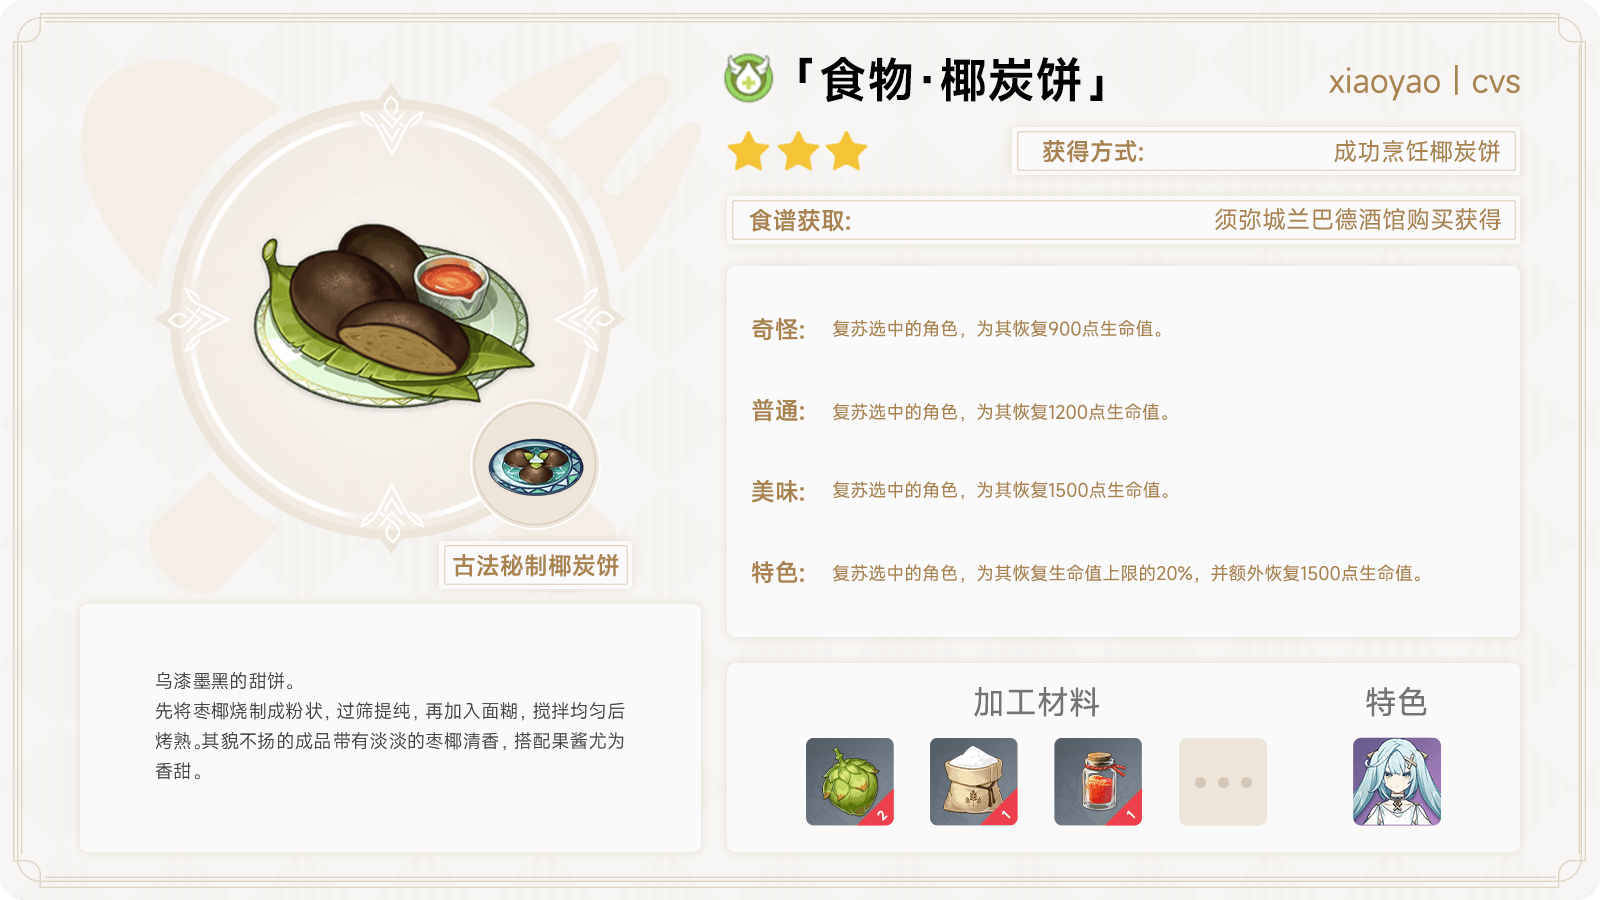 「食物·椰炭饼」
xiaoyao | cvs
获得方式:
成功烹饪椰炭饼
食谱获取:
须弥城兰巴德酒馆购买获得
奇怪:
复苏选中的角色，为其恢复900点生命值。
普通:
复苏选中的角色，为其恢复1200点生命值。
美味:
复苏选中的角色，为其恢复1500点生命值。
特色:
复苏选中的角色，为其恢复生命值上限的20%，并额外恢复1500点生命值。
古法秘制椰炭饼
乌漆墨黑的甜饼。
先将枣椰烧制成粉状，过筛提纯，再加入面糊，搅拌均匀后
烤熟。其貌不扬的成品带有淡淡的枣椰清香，搭配果酱尤为
香甜。
加工材料
特色
2
1
1